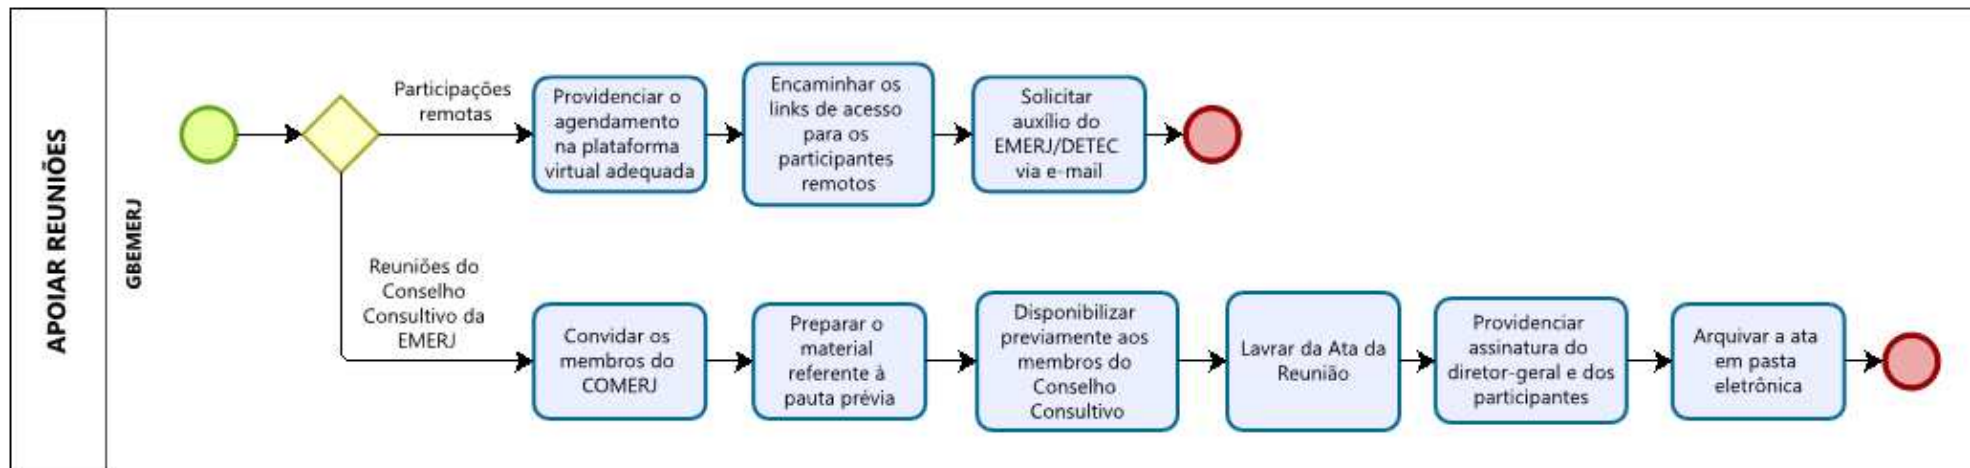 APOIAR REUNIÕES
GBEMERJ
Participações
remotas
Providenciar o
agendamento
na plataforma
virtual adequada
Encaminhar os
links de acesso
para os
participantes
remotos
Solicitar
auxílio do
EMERJ/DETEC
via e-mail
Reuniões do
Conselho
Consultivo da
EMERJ
Convidar os
membros do
COMERJ
Preparar o
material
referente à
pauta prévia
Disponibilizar
previamente aos
membros do
Conselho
Consultivo
Lavrar da Ata da
Reunião
Providenciar
assinatura do
diretor-geral e dos
participantes
Arquivar a ata
em pasta
eletrônica